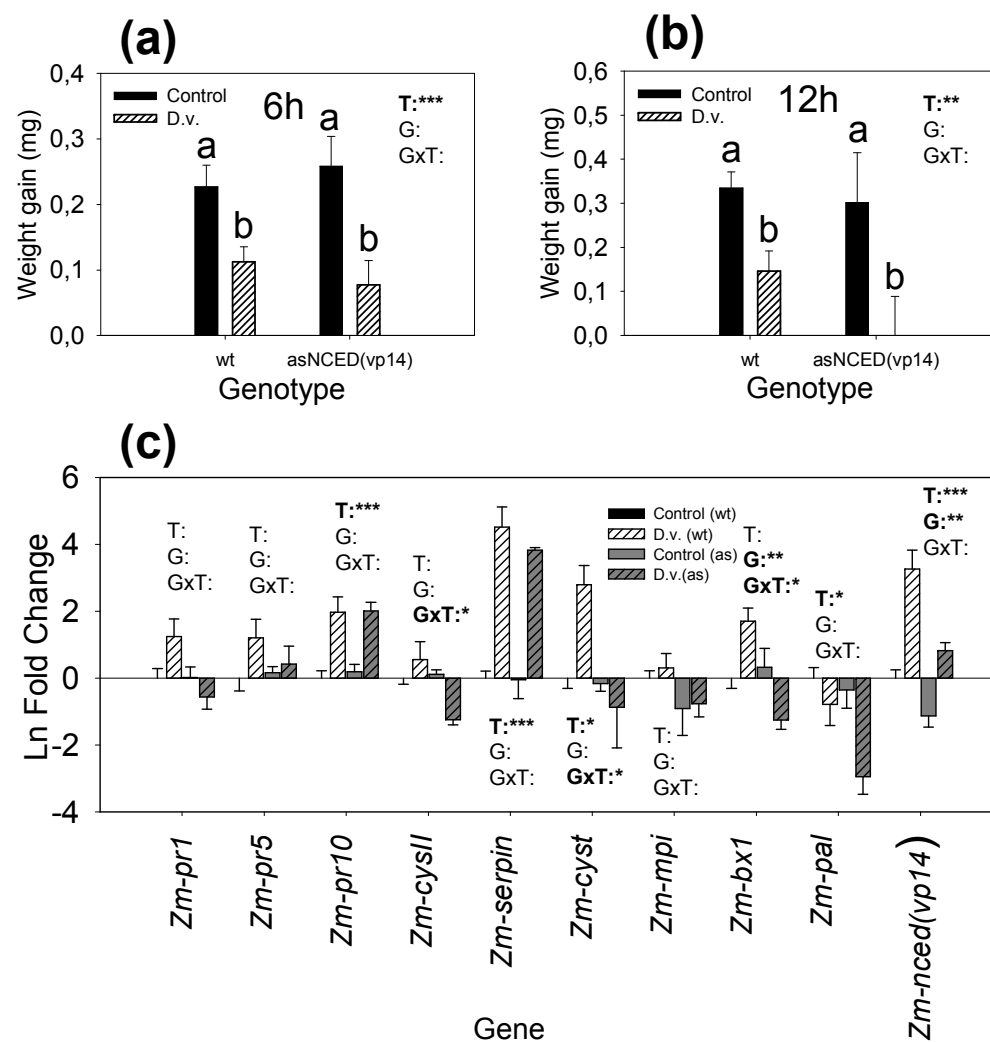 (a)
0,4
0,3
0,2
0,1
0,0
Weight gain (mg)
Control
D.v.
6h
T:***
G:
GxT:
a
b
a
b
wt
asNCED(vp14)
Genotype
(b)
0,6
0,5
0,4
0,3
0,2
0,1
0,0
Weight gain (mg)
Control
D.v.
12h
T:**
G:
GxT:
a
b
a
b
wt
asNCED(vp14)
Genotype
(c)
6
4
2
0
-2
-4
Ln Fold Change
Control (wt)
D.v. (wt)
Control (as)
D.v.(as)
T:
G:
GxT:
T:
G:
GxT:
T:***
G:
GxT:
T:
G:
GxT:*
T:***
G:
GxT:
T:*
G:
GxT:*
T:
G:
GxT:
T:
G:**
GxT:*
T:*
G:
GxT:
T:***
G:**
GxT:
Zm-pr1
Zm-pr5
Zm-pr10
Zm-cysII
Zm-serpin
Zm-cyst
Zm-mpi
Zm-bx1
Zm-pal
Zm-nced(vp14)
Gene